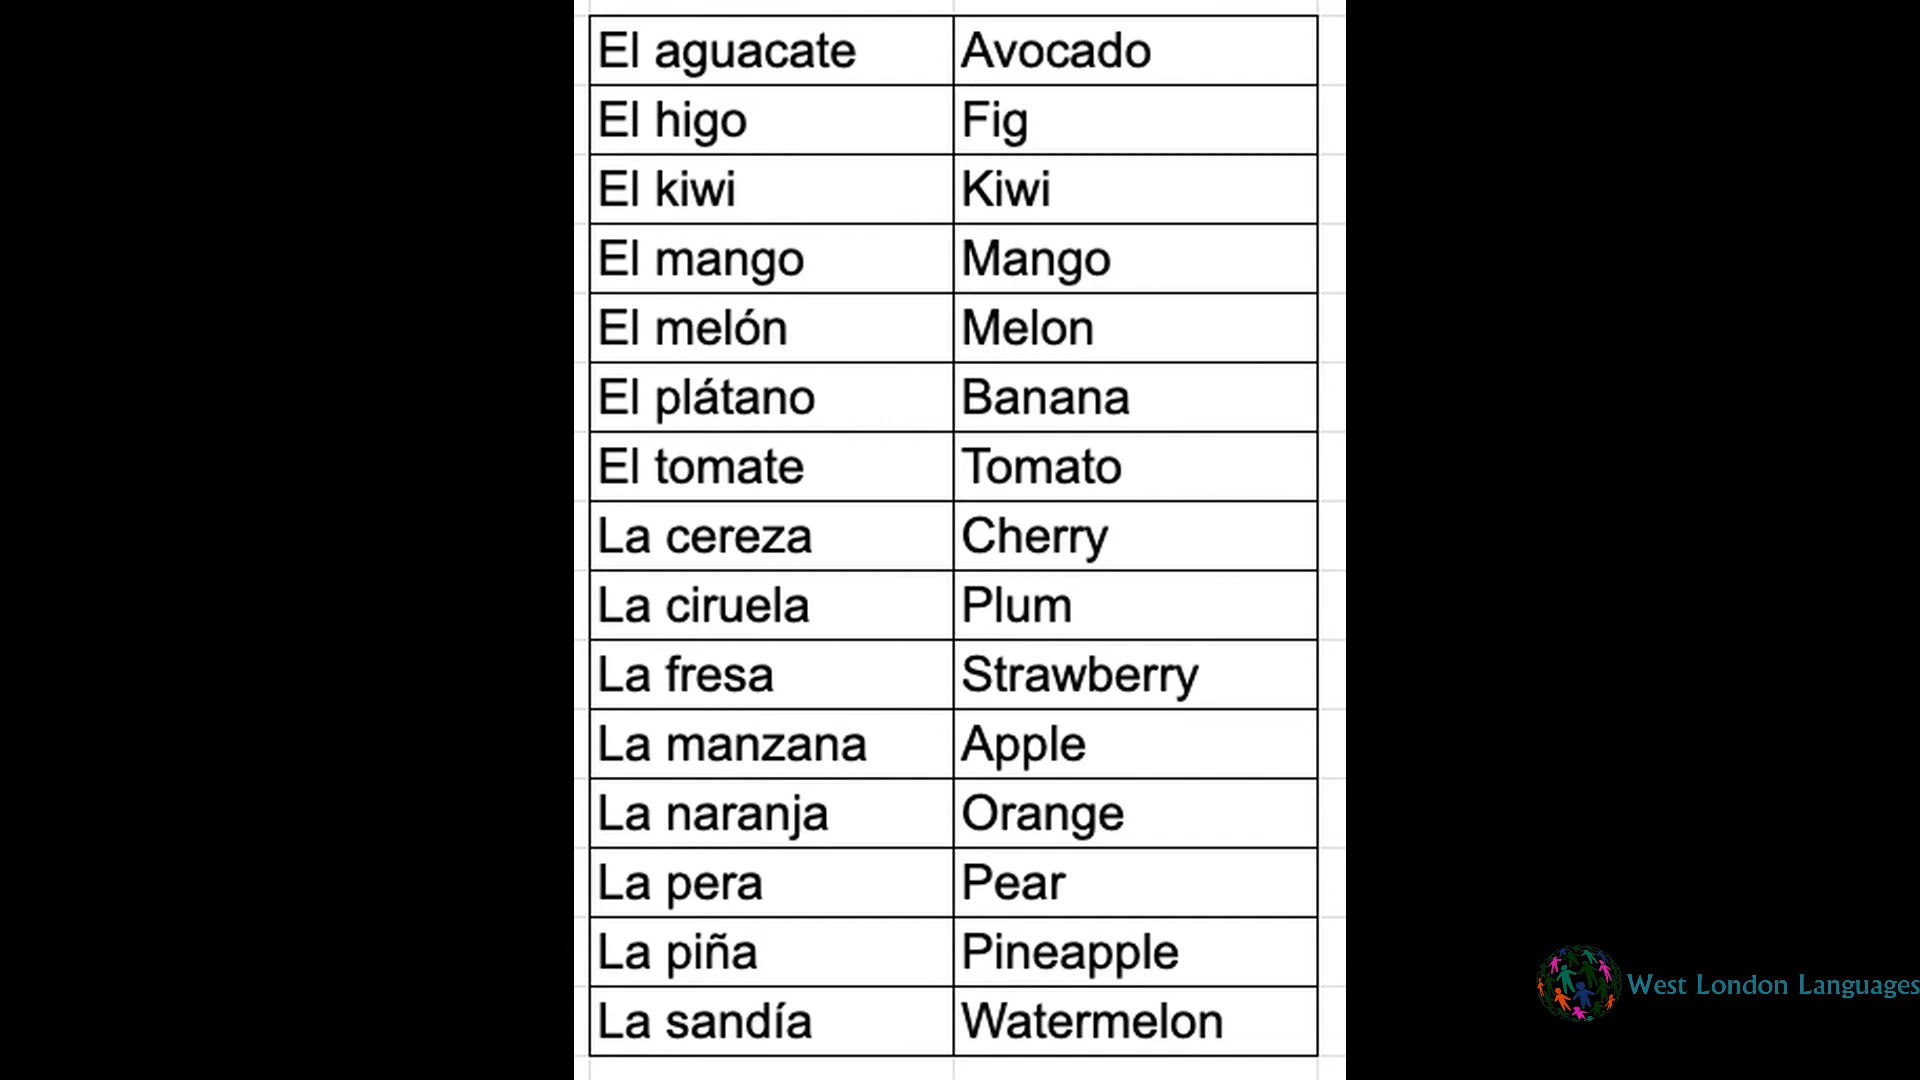 El aguacate Avocado
El higo Fig
El kiwi Kiwi
El mango Mango
El melón Melon
El plátano Banana
El tomate Tomato
La cereza Cherry
La ciruela Plum
La fresa Strawberry
La manzana Apple
La naranja Orange
La pera Pear
La piña Pineapple
La sandía Watermelon
West London Languages